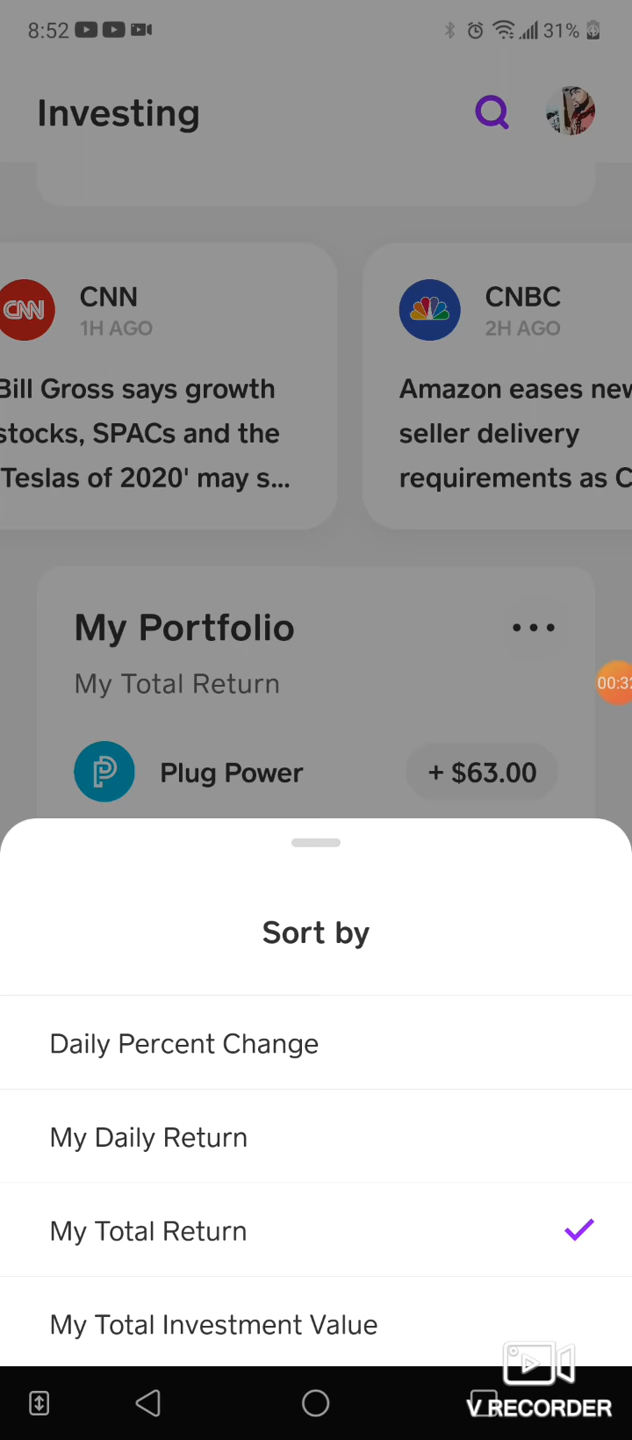 8:52
31%
Investing
CNN
CNN
1H AGO
Bill Gross says growth
stocks, SPACs and the
'Teslas of 2020' may s...
CNBC
2H AGO
Amazon eases new
seller delivery
requirements as C
My Portfolio
My Total Return
00:32
Plug Power
+ $63.00
Sort by
Daily Percent Change
My Daily Return
My Total Return
My Total Investment Value
V RECORDER